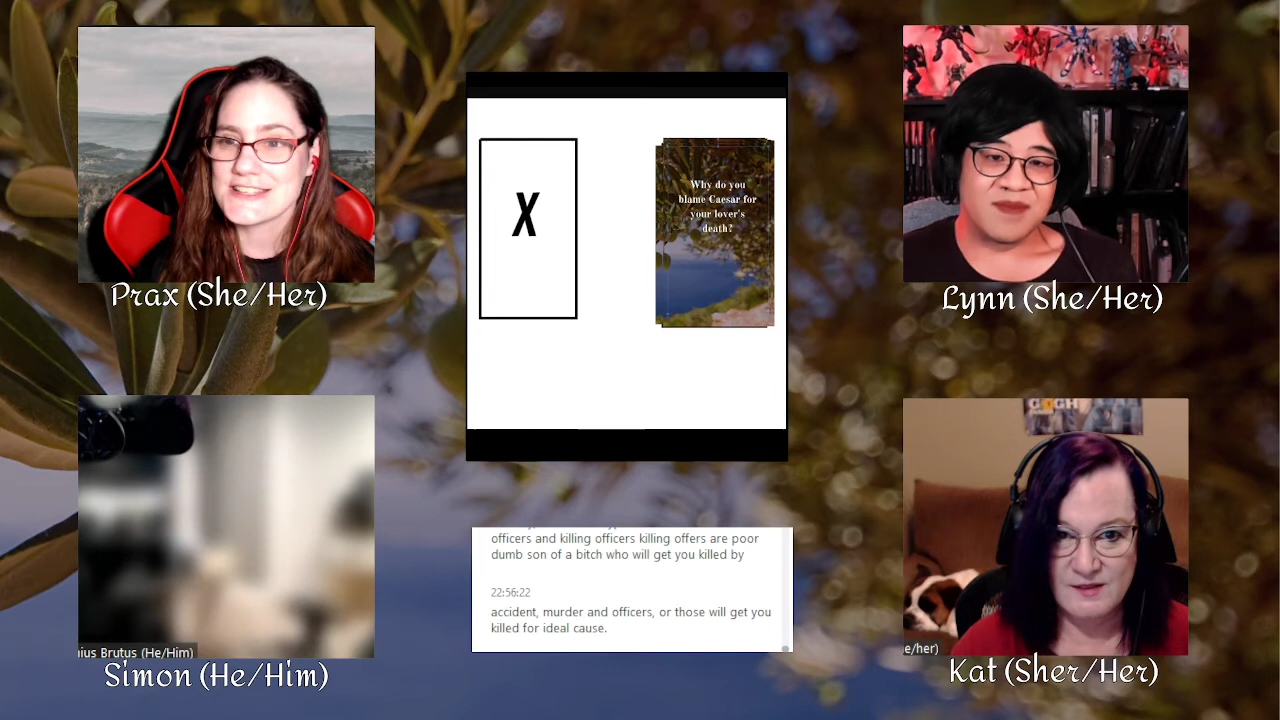 GOGH
X
Why do you
blame Caesar for
your lover's
death?
Prax (She/Her)
Lynn (She/Her)
officers and killing officers killing offers are poor
dumb son of a bitch who will get you killed by
22:56:22
accident, murder and officers, or those will get you
killed for ideal cause.
ius Brutus (He/Him)
Simon (He/Him)
e/her)
Kat (Sher/Her)